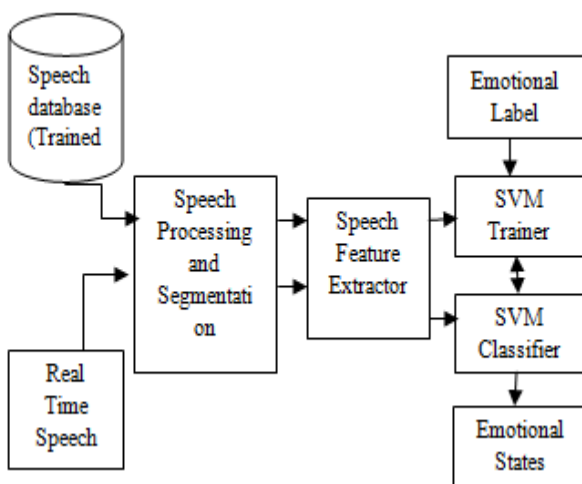 Speech
database
(Trained
Emotional
Label
Speech
Processing
and
Segmentati
on
Speech
Feature
Extractor
SVM
Trainer
SVM
Classifier
Real
Time
Speech
Emotional
States